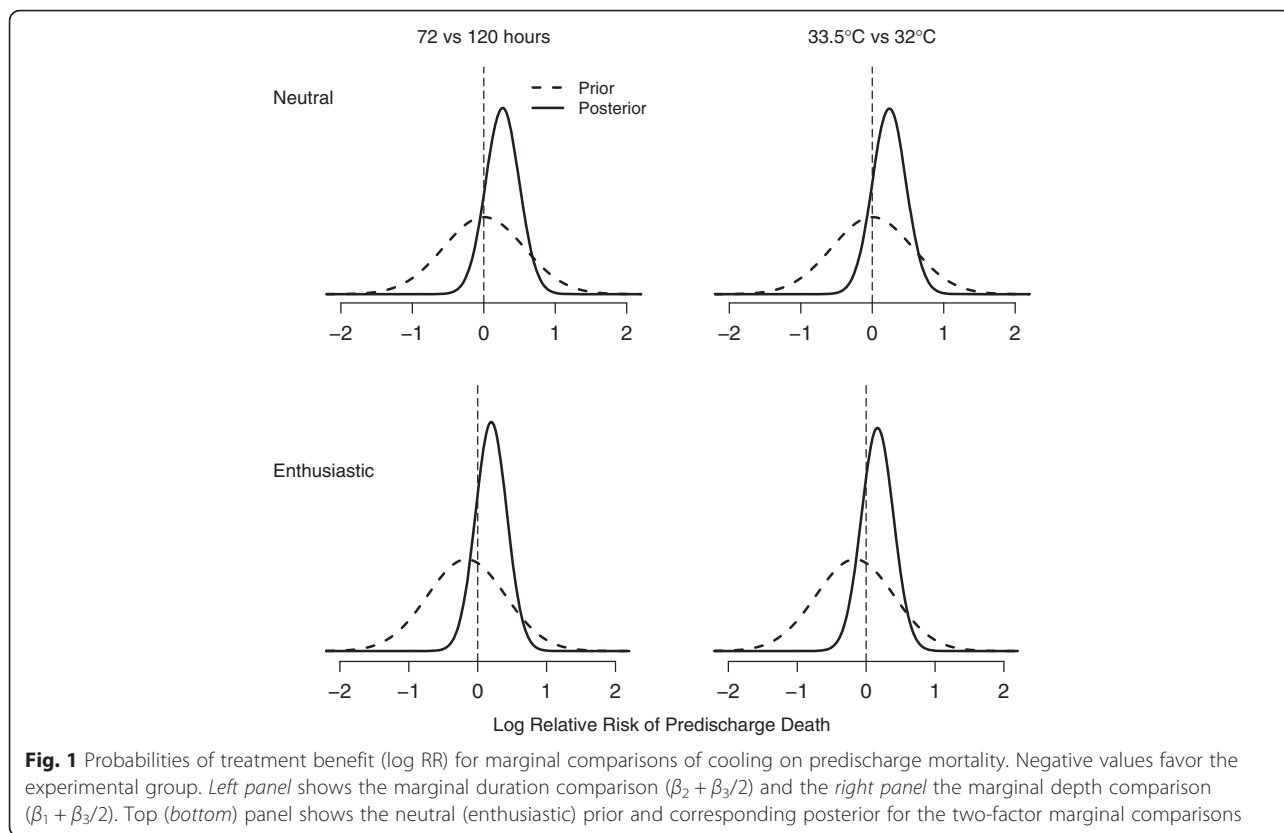 72 vs 120 hours
33.5°C vs 32°C
Neutral
Prior
Posterior
−2 −1 0 1 2
−2 −1 0 1 2
Enthusiastic
−2 −1 0 1 2
−2 −1 0 1 2
Log Relative Risk of Predischarge Death
Fig. 1 Probabilities of treatment benefit (log RR) for marginal comparisons of cooling on predischarge mortality. Negative values favor the
experimental group. Left panel shows the marginal duration comparison (β₂ + β₃/2) and the right panel the marginal depth comparison
(β₁ + β₃/2). Top (bottom) panel shows the neutral (enthusiastic) prior and corresponding posterior for the two-factor marginal comparisons